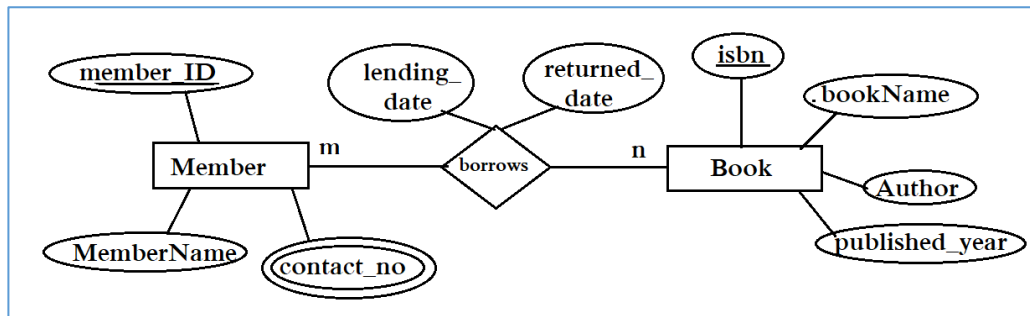 member_ID
lending_
date
returned_
date
isbn
.bookName
Member
m
borrows
n
Book
Author
MemberName
contact_no
published_year